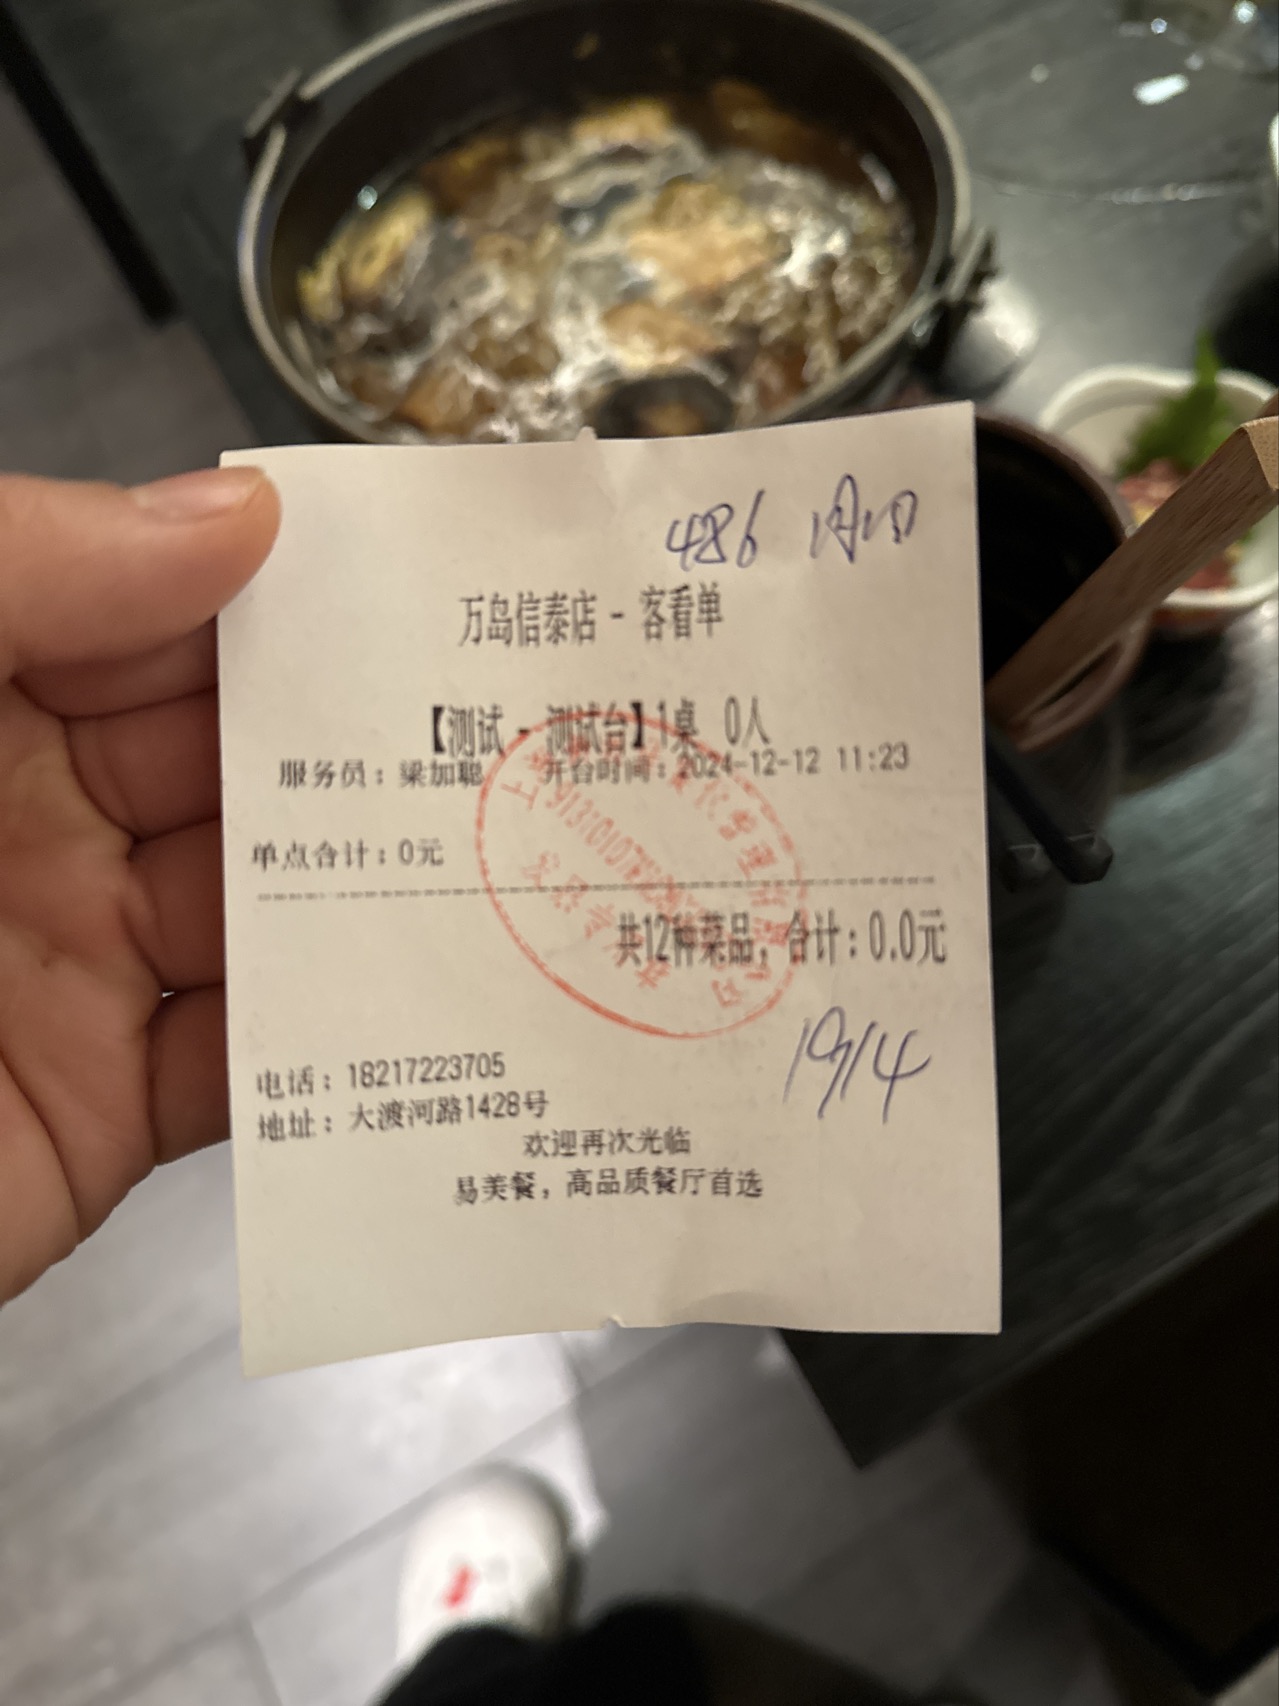 486
万岛信泰店 - 客看单
【测试 - 测试台】1桌 0人
服务员：梁加聪 开台时间：2024-12-12 11:23
单点合计：0元
共12种菜品，合计：0.0元
电话：18217223705
地址：大渡河路1428号
欢迎再次光临
易美餐，高品质餐厅首选